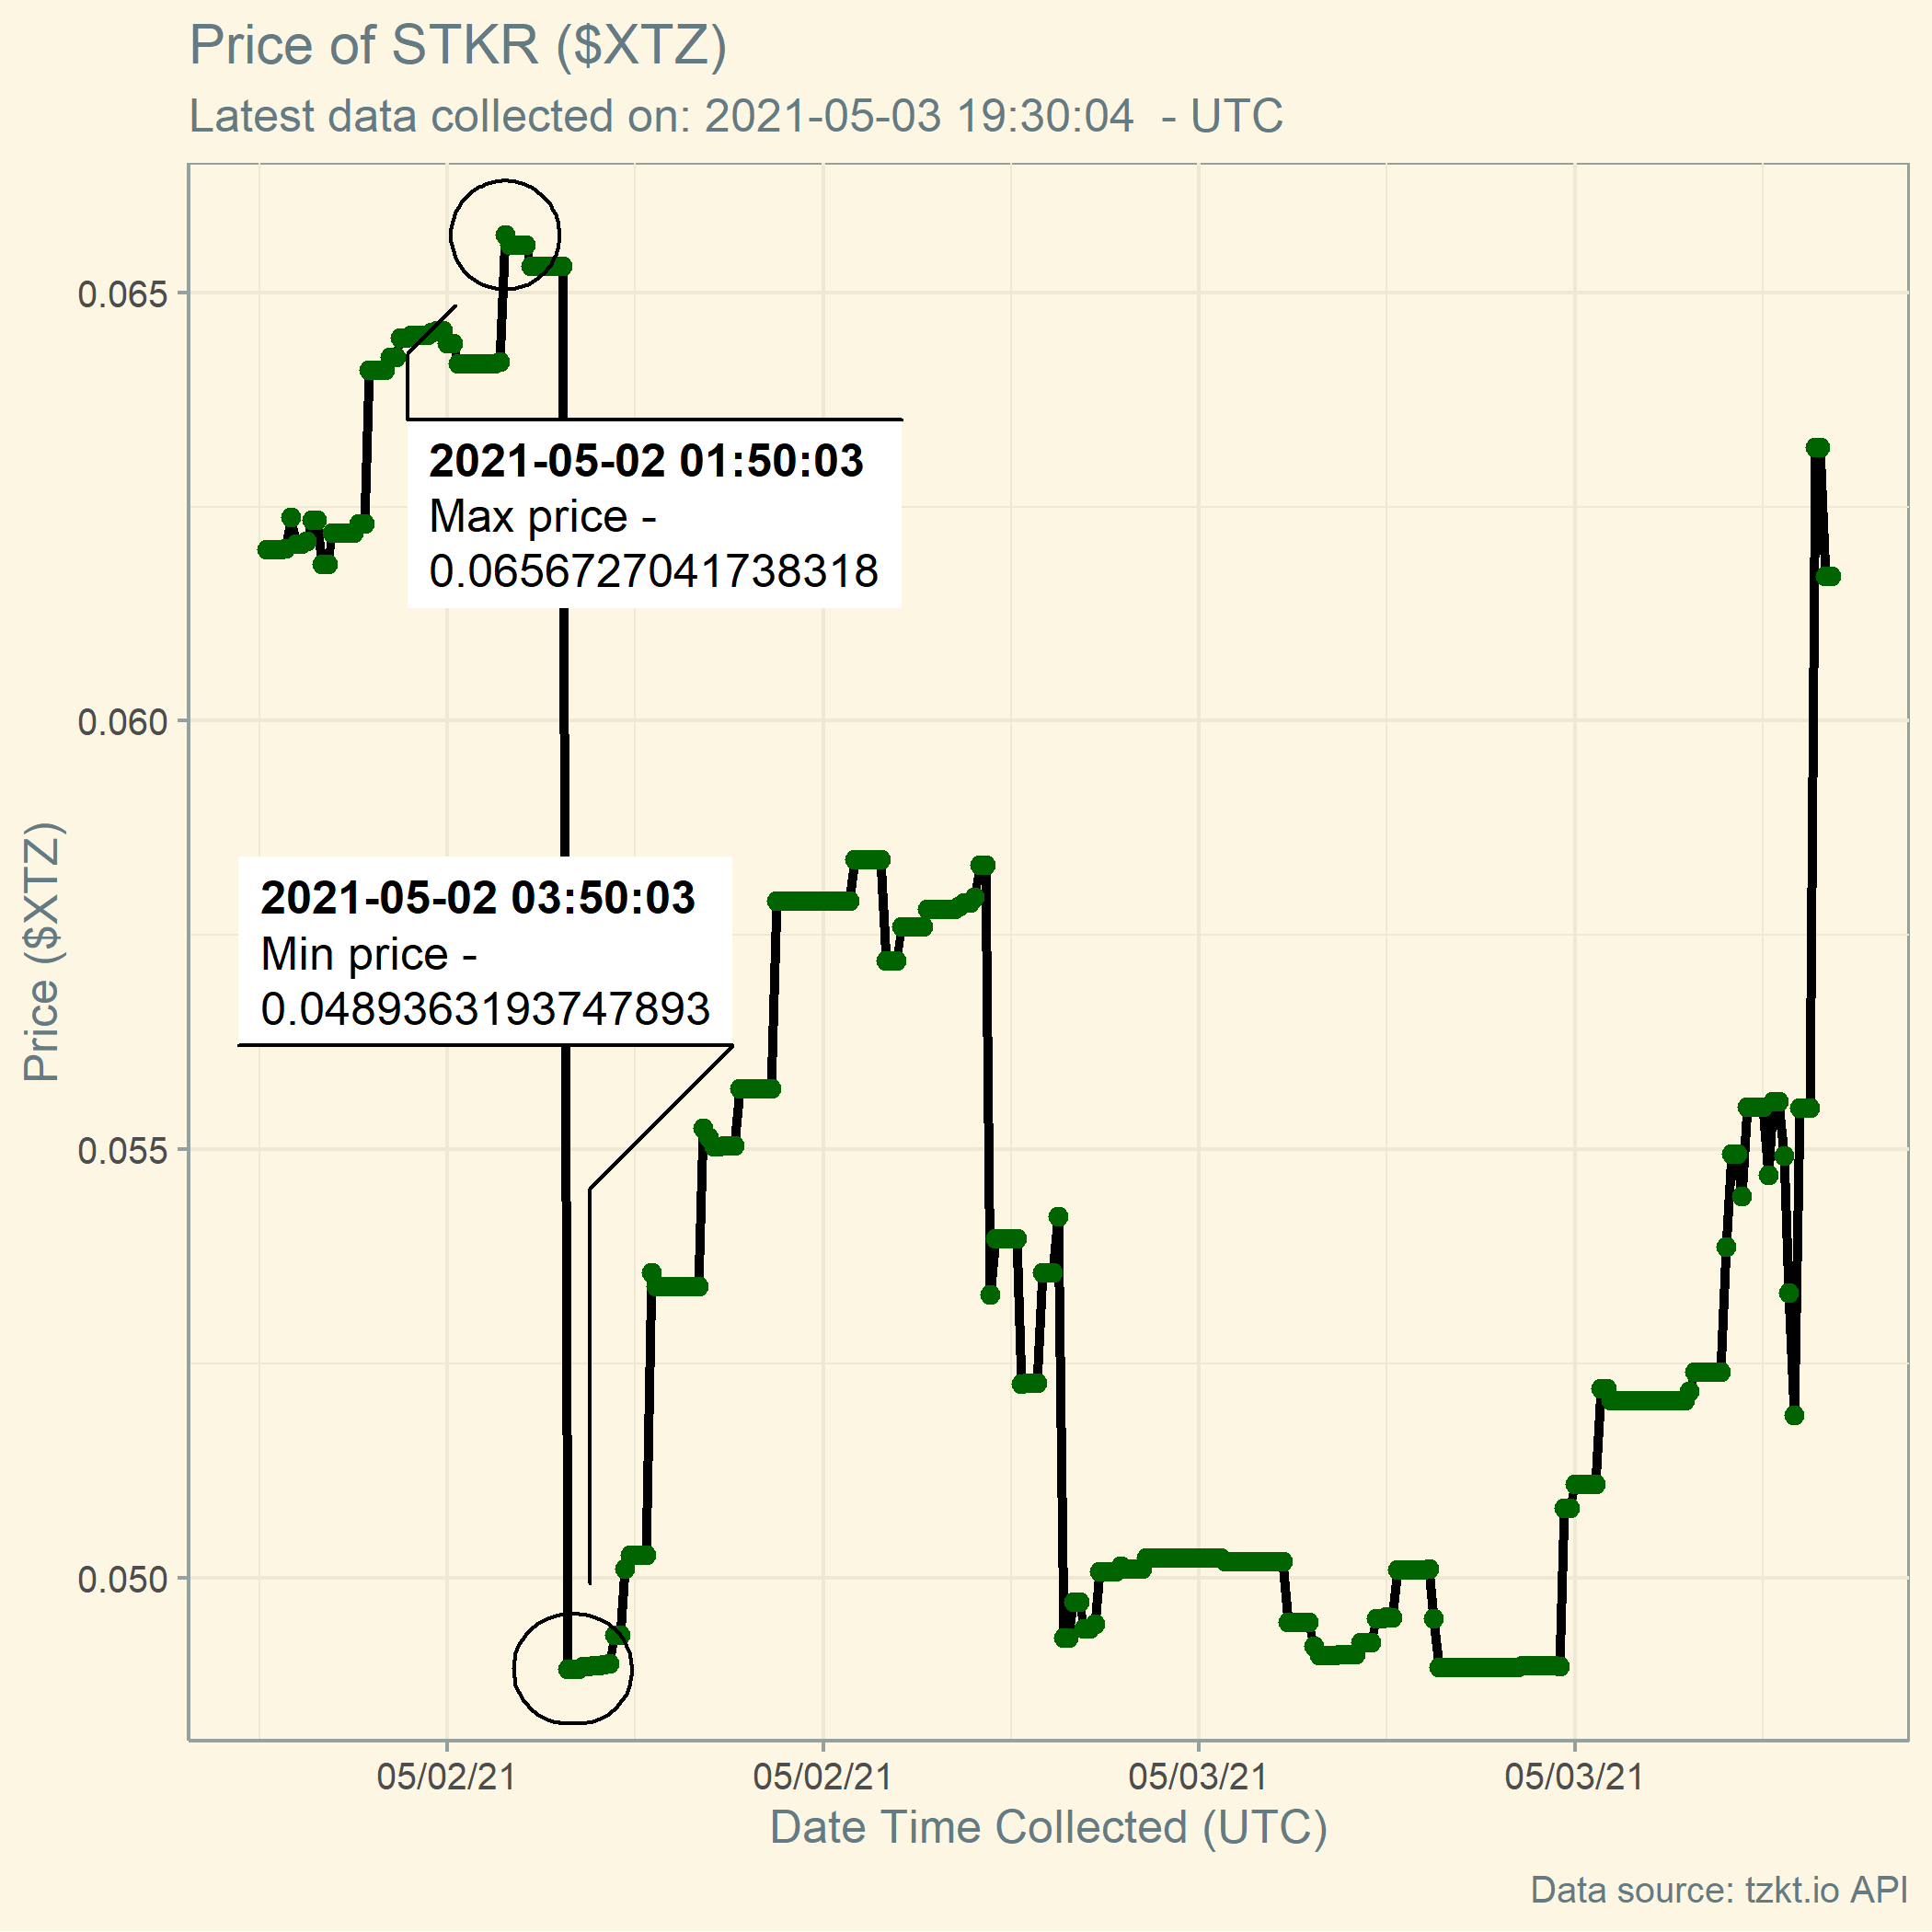 Price of STKR ($XTZ)
Latest data collected on: 2021-05-03 19:30:04  - UTC
0.065
0.060
0.055
0.050
Price ($XTZ)
2021-05-02 01:50:03
Max price -
0.0656727041738318
2021-05-02 03:50:03
Min price -
0.0489363193747893
05/02/21
05/02/21
05/03/21
05/03/21
Date Time Collected (UTC)
Data source: tzkt.io API